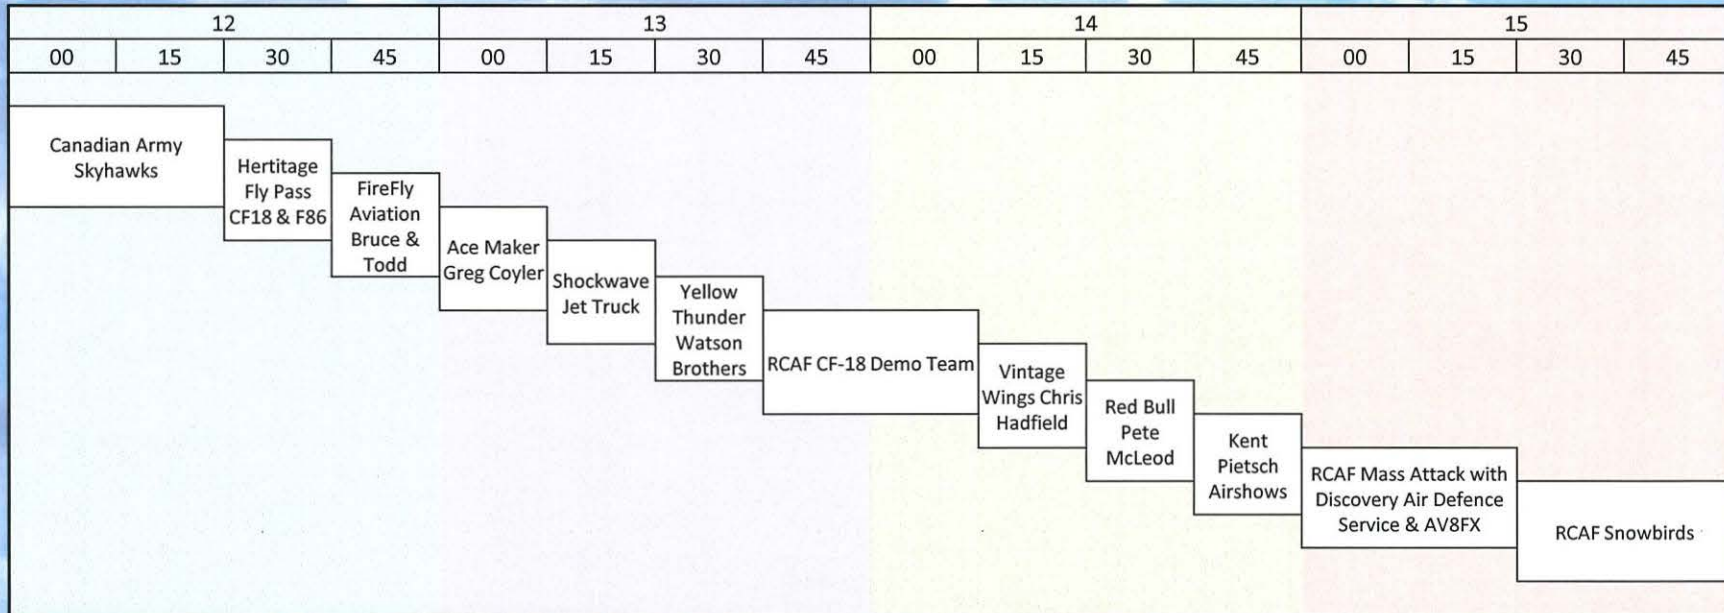 12 13 14 15
00 15 30 45 00 15 30 45 00 15 30 45 00 15 30 45
Canadian Army
Skyhawks
Hertitage
Fly Pass
CF18 & F86
FireFly
Aviation
Bruce &
Todd
Ace Maker
Greg Coyler
Shockwave
Jet Truck
Yellow
Thunder
Watson
Brothers
RCAF CF-18 Demo Team
Vintage
Wings Chris
Hadfield
Red Bull
Pete
McLeod
Kent
Pietsch
Airshows
RCAF Mass Attack with
Discovery Air Defence
Service & AV8FX
RCAF Snowbirds